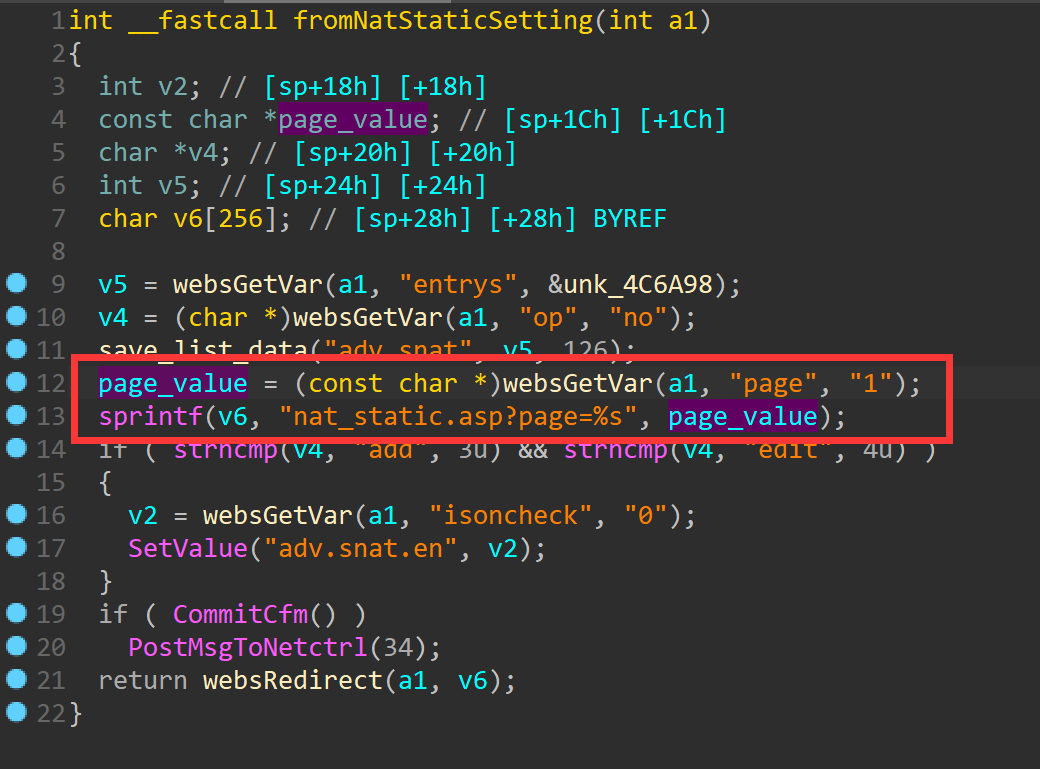 1 int __fastcall fromNatStaticSetting(int a1)
2 {
3   int v2; // [sp+18h] [+18h]
4   const char *page_value; // [sp+1Ch] [+1Ch]
5   char *v4; // [sp+20h] [+20h]
6   int v5; // [sp+24h] [+24h]
7   char v6[256]; // [sp+28h] [+28h] BYREF
8
9   v5 = websGetVar(a1, "entrys", &unk_4C6A98);
10   v4 = (char *)websGetVar(a1, "op", "no");
11   save_list_data("adv.snat", v5, 126);
12   page_value = (const char *)websGetVar(a1, "page", "1");
13   sprintf(v6, "nat_static.asp?page=%s", page_value);
14   if ( strncmp(v4, "add", 3u) && strncmp(v4, "edit", 4u) )
15   {
16     v2 = websGetVar(a1, "isoncheck", "0");
17     SetValue("adv.snat.en", v2);
18   }
19   if ( CommitCfm() )
20     PostMsgToNetctrl(34);
21   return websRedirect(a1, v6);
22 }